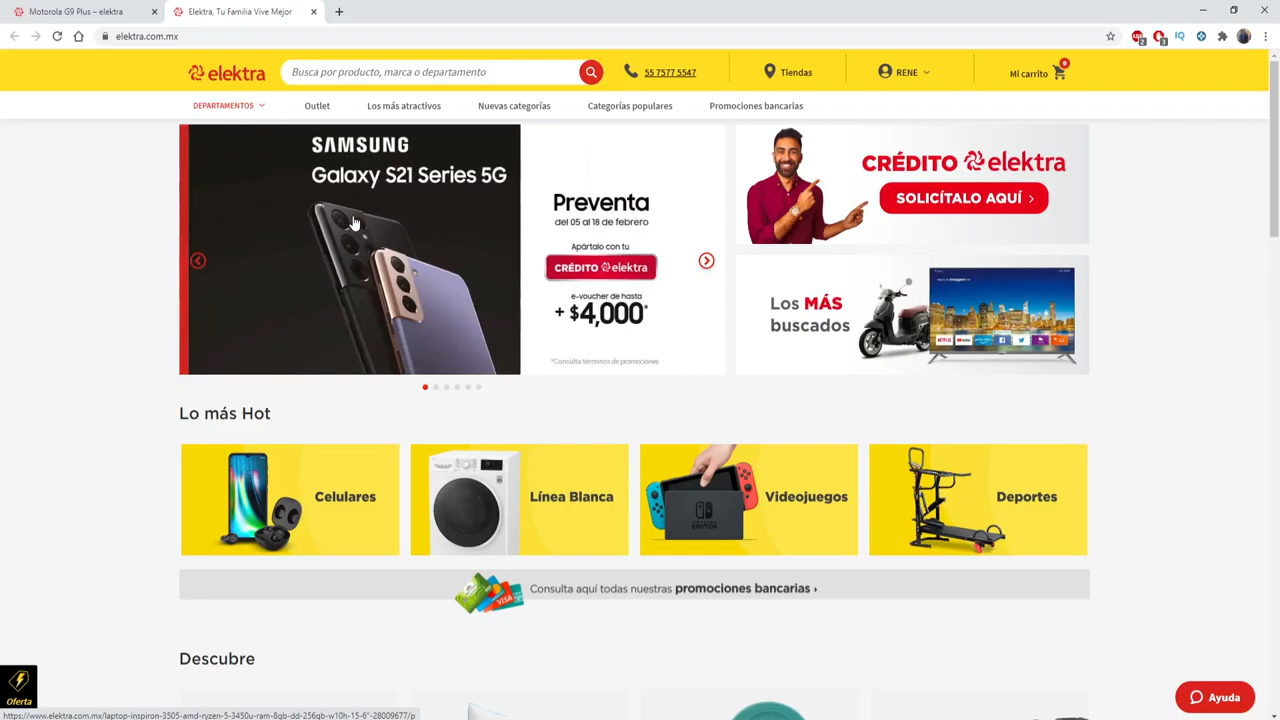 Motorola G9 Plus – elektra
Elektra, Tu Familia Vive Mejor
elektra.com.mx
elektra
Busca por producto, marca o departamento
55 7577 5547
Tiendas
RENE
Mi carrito
0
DEPARTAMENTOS
Outlet
Los más atractivos
Nuevas categorías
Categorías populares
Promociones bancarias
SAMSUNG
Galaxy S21 Series 5G
Preventa
del 05 al 18 de febrero
Apártalo con tu
CRÉDITO elektra
e-voucher de hasta
+ $4,000*
*Consulta términos de promociones
CRÉDITO elektra
SOLICÍTALO AQUÍ
Los MÁS
buscados
Lo más Hot
Celulares
Línea Blanca
Videojuegos
Deportes
Consulta aquí todas nuestras promociones bancarias ›
Descubre
Oferta
Ayuda
https://www.elektra.com.mx/laptop-inspiron-3505-amd-ryzen-5-3450u-ram-8gb-dd-256gb-w10h-15-6"-28009677/p